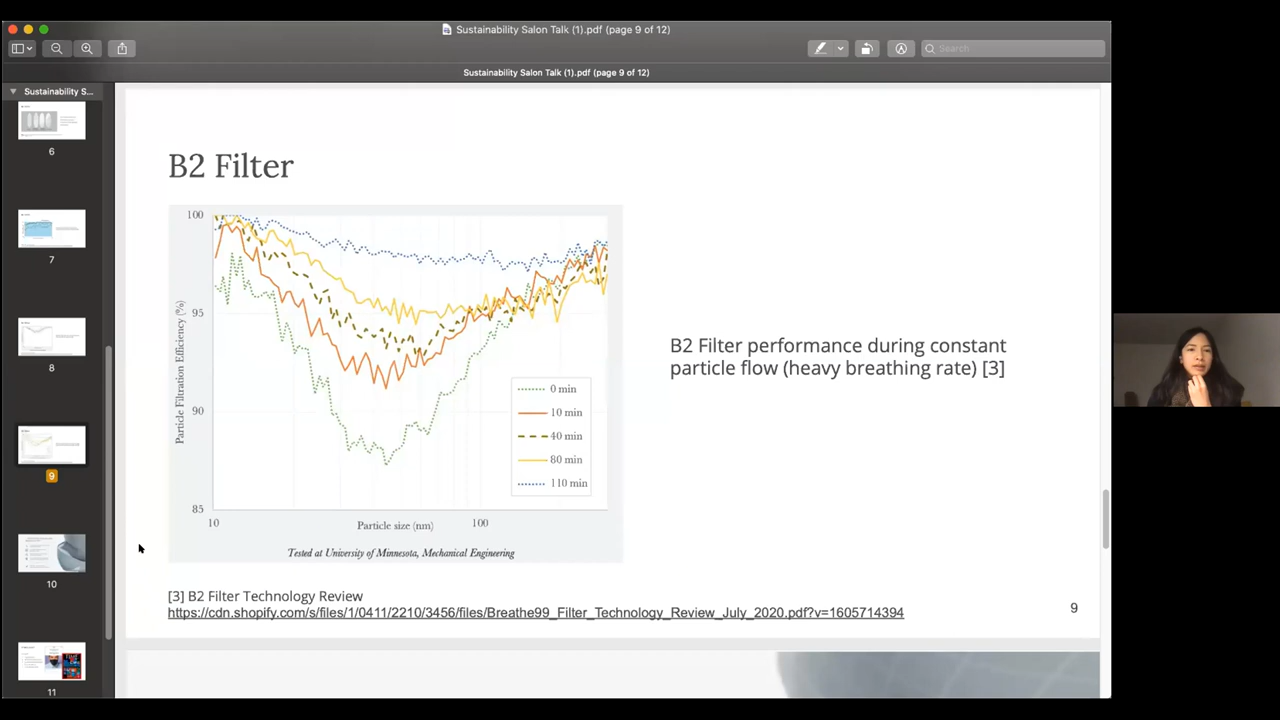 Sustainability Salon Talk (1).pdf (page 9 of 12)
Search
Sustainability Salon Talk (1).pdf (page 9 of 12)
Sustainability S...
6
7
8
9
10
11
B2 Filter
Particle Filtration Efficiency (%)
100
95
90
85
10
100
Particle size (nm)
0 min
10 min
40 min
80 min
110 min
Tested at University of Minnesota, Mechanical Engineering
B2 Filter performance during constant
particle flow (heavy breathing rate) [3]
[3] B2 Filter Technology Review
https://cdn.shopify.com/s/files/1/0411/2210/3456/files/Breathe99_Filter_Technology_Review_July_2020.pdf?v=1605714394
9